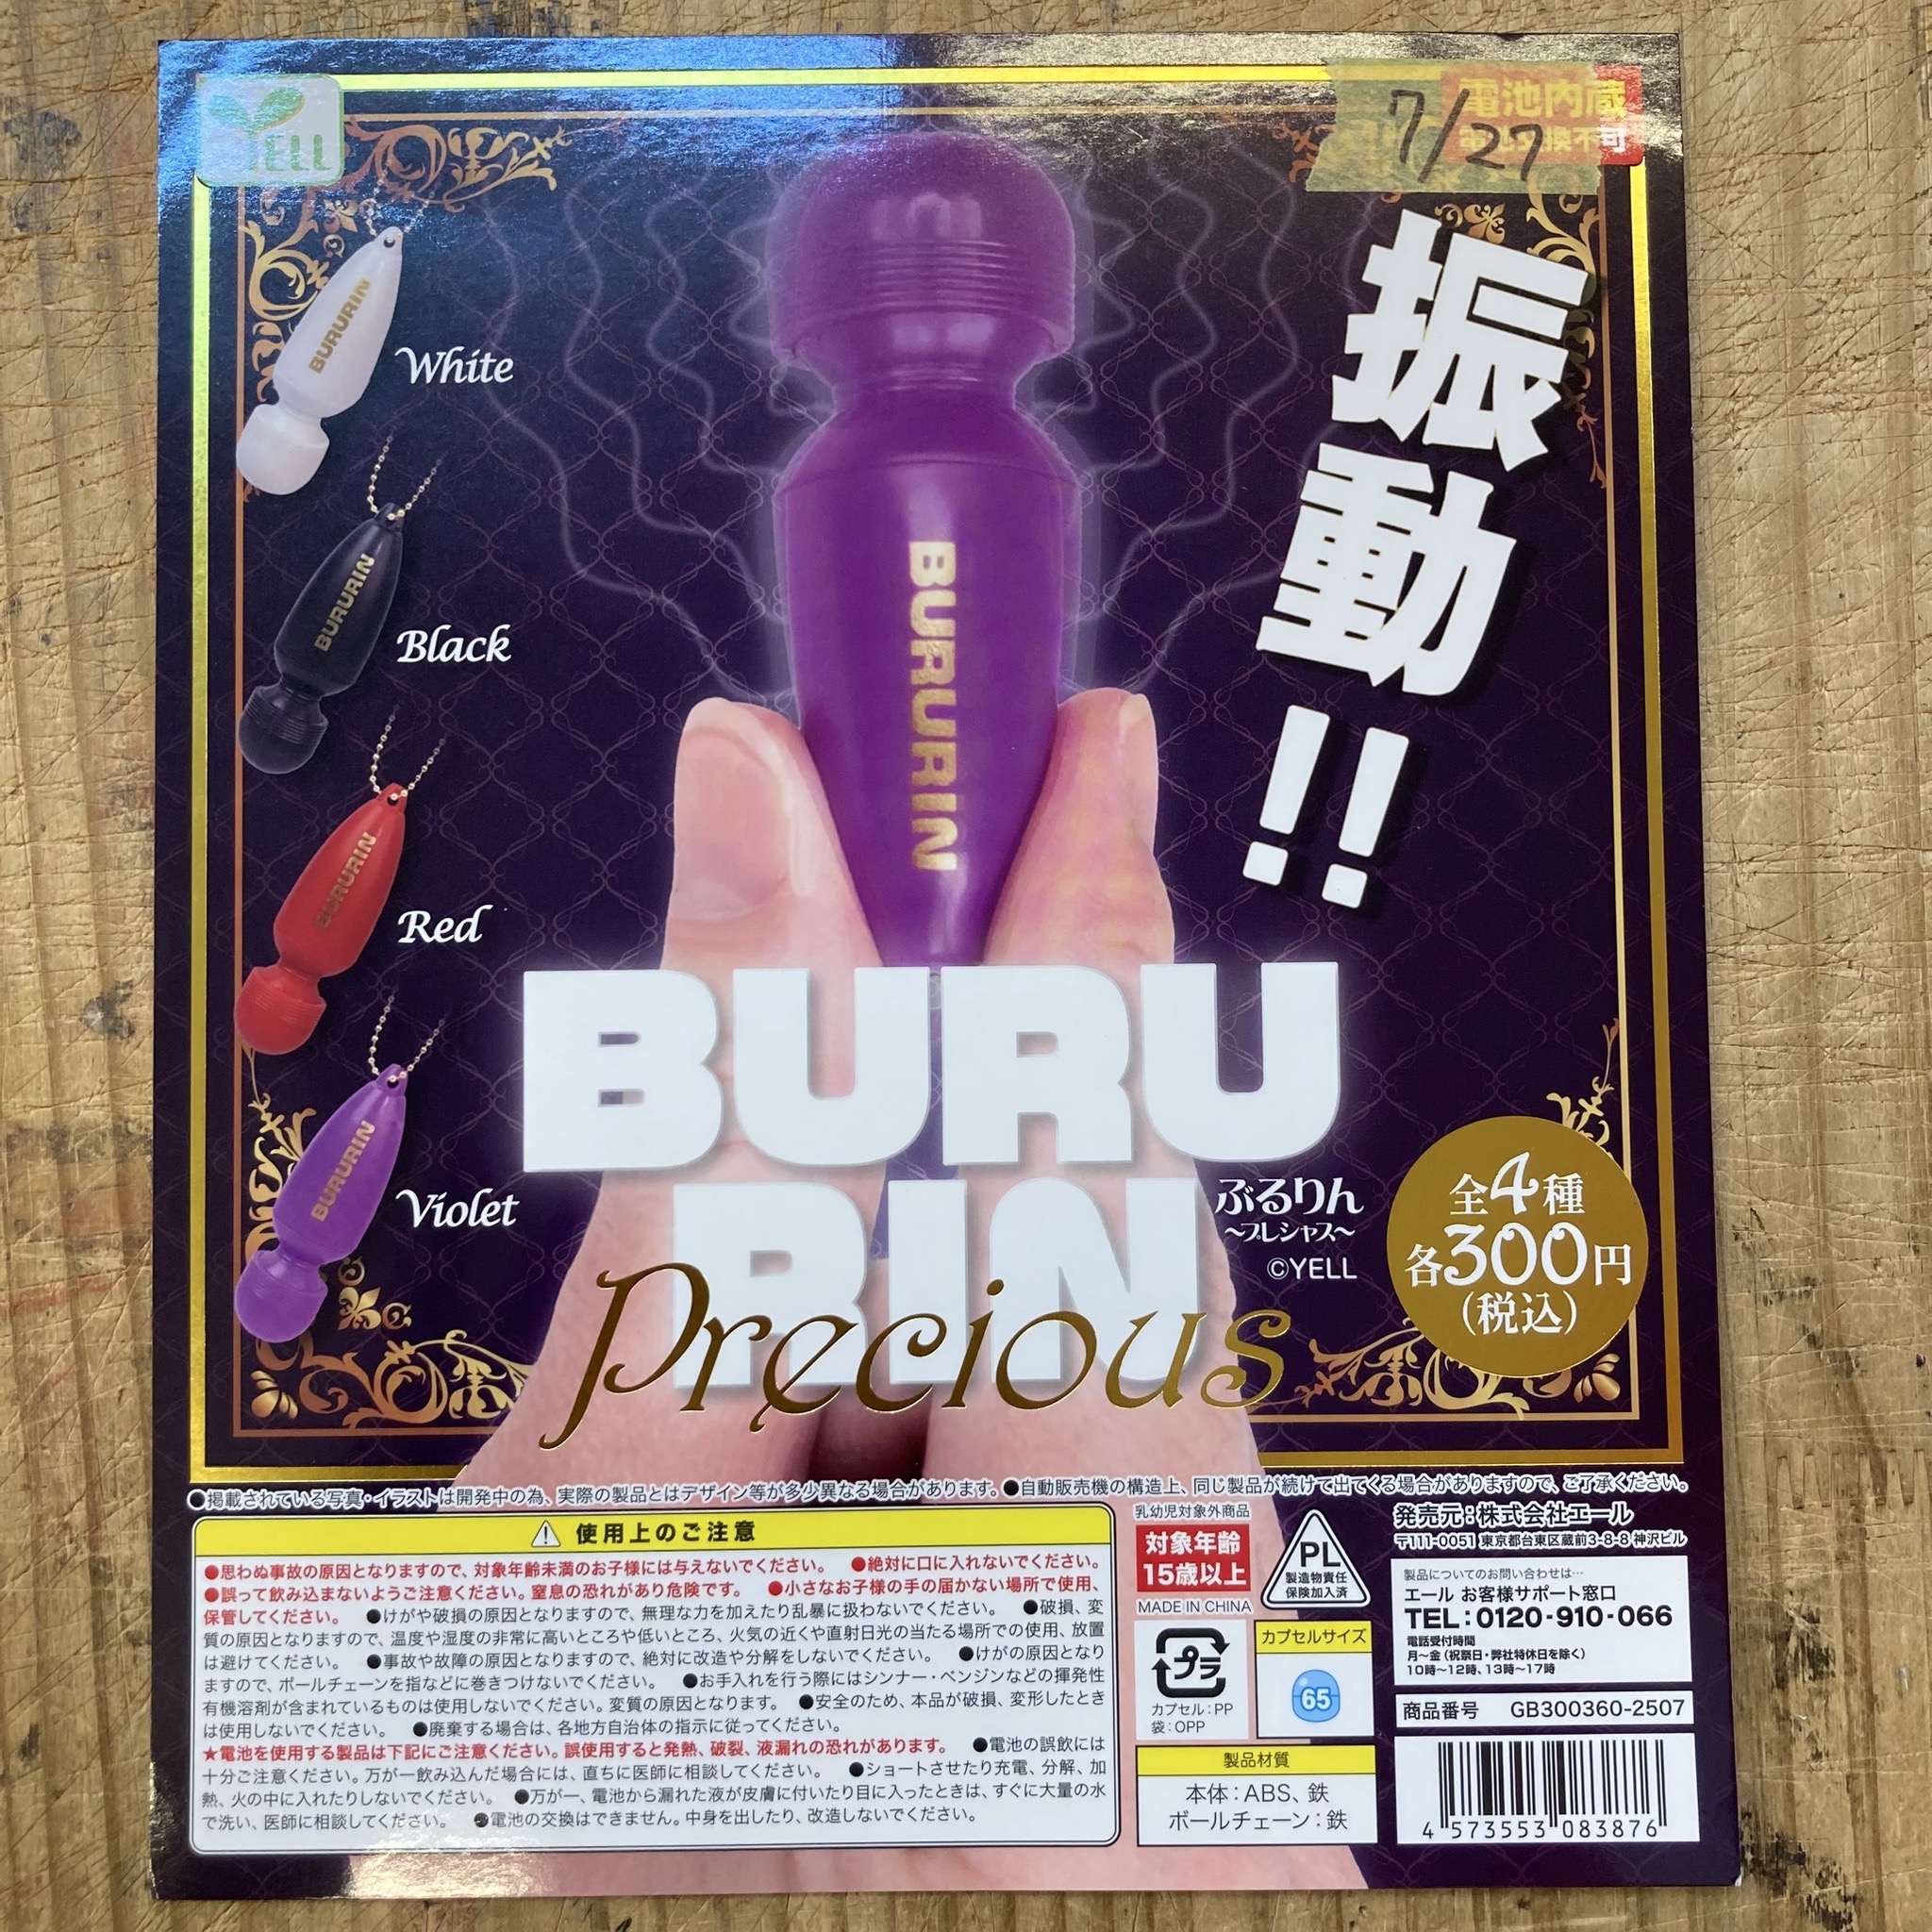 YELL
7/27
電池内蔵
電池交換不可
振動!!
BURURIN
White
BURURIN
Black
BURURIN
Red
BURURIN
Violet
BURURIN
BURU
RIN
Precious
ぶるりん
～プレシャス～
©YELL
全4種
各300円
(税込)
●掲載されている写真・イラストは開発中の為、実際の製品とはデザイン等が多少異なる場合があります。●自動販売機の構造上、同じ製品が続けて出てくる場合がありますので、ご了承ください。
使用上のご注意
●思わぬ事故の原因となりますので、対象年齢未満のお子様には与えないでください。 ●絶対に口に入れないでください。
●誤って飲み込まないようご注意ください。窒息の恐れがあり危険です。 ●小さなお子様の手の届かない場所で使用、
保管してください。 ●けがや破損の原因となりますので、無理な力を加えたり乱暴に扱わないでください。 ●破損、変
質の原因となりますので、温度や湿度の非常に高いところや低いところ、火気の近くや直射日光の当たる場所での使用、放置
は避けてください。 ●事故や故障の原因となりますので、絶対に改造や分解をしないでください。 ●けがの原因となり
ますので、ボールチェーンを指などに巻きつけないでください。 ●お手入れを行う際にはシンナー・ベンジンなどの揮発性
有機溶剤が含まれているものは使用しないでください。変質の原因となります。 ●安全のため、本品が破損、変形したとき
は使用しないでください。 ●廃棄する場合は、各地方自治体の指示に従ってください。
★電池を使用する製品は下記にご注意ください。誤使用すると発熱、破裂、液漏れの恐れがあります。 ●電池の誤飲には
十分ご注意ください。万が一飲み込んだ場合には、直ちに医師に相談してください。 ●ショートさせたり充電、分解、加
熱、火の中に入れたりしないでください。 ●万が一、電池から漏れた液が皮膚に付いたり目に入ったときは、すぐに大量の水
で洗い、医師に相談してください。 ●電池の交換はできません。中身を出したり、改造しないでください。
乳幼児対象外商品
対象年齢
15歳以上
MADE IN CHINA
PL
製造物責任
保険加入済
プラ
カプセル：PP
袋：OPP
カプセルサイズ
65
製品材質
本体：ABS、鉄
ボールチェーン：鉄
発売元：株式会社エール
〒111-0051 東京都台東区蔵前3-8-8 神沢ビル
製品についてのお問い合わせは…
エール お客様サポート窓口
TEL：0120-910-066
電話受付時間
月～金（祝祭日・弊社特休日を除く）
10時～12時、13時～17時
商品番号 GB300360-2507
4 573553 083876